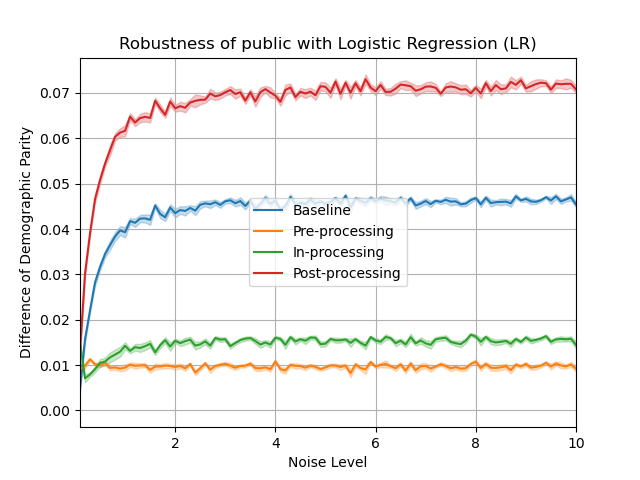 Robustness of public with Logistic Regression (LR)
Difference of Demographic Parity
0.07
0.06
0.05
0.04
0.03
0.02
0.01
0.00
Baseline
Pre-processing
In-processing
Post-processing
2 4 6 8 10
Noise Level